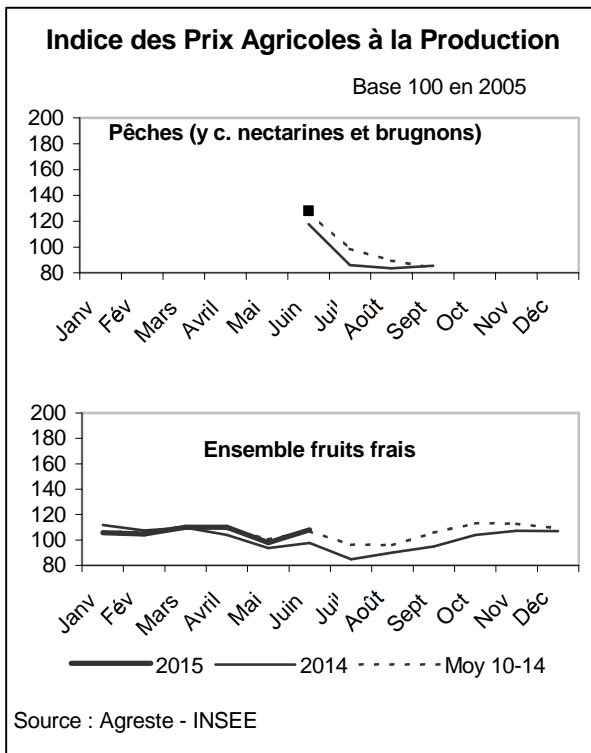 Indice des Prix Agricoles à la Production
Base 100 en 2005
Pêches (y c. nectarines et brugnons)
200
180
160
140
120
100
80
Janv
Fév
Mars
Avril
Mai
Juin
Juil
Août
Sept
Oct
Nov
Déc
Ensemble fruits frais
200
180
160
140
120
100
80
Janv
Fév
Mars
Avril
Mai
Juin
Juil
Août
Sept
Oct
Nov
Déc
2015 2014 Moy 10-14
Source : Agreste - INSEE